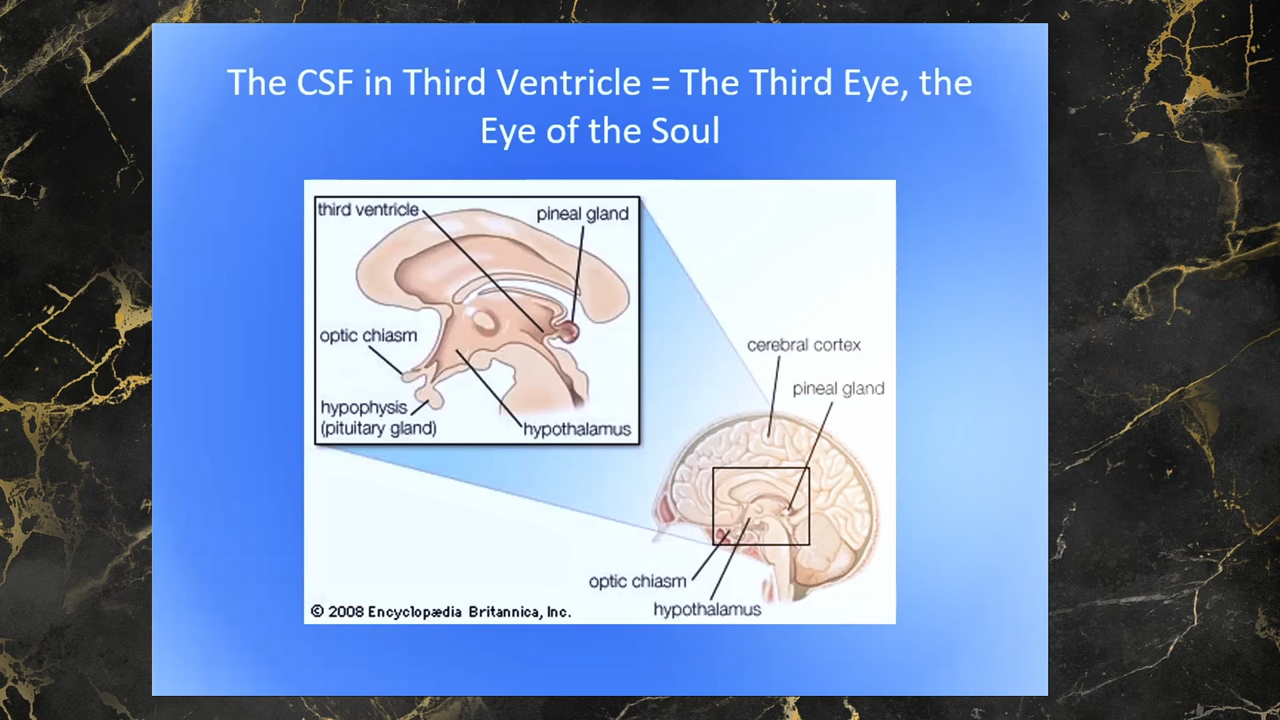 The CSF in Third Ventricle = The Third Eye, the
Eye of the Soul
third ventricle
pineal gland
optic chiasm
hypophysis
(pituitary gland)
hypothalamus
cerebral cortex
pineal gland
optic chiasm
hypothalamus
© 2008 Encyclopædia Britannica, Inc.